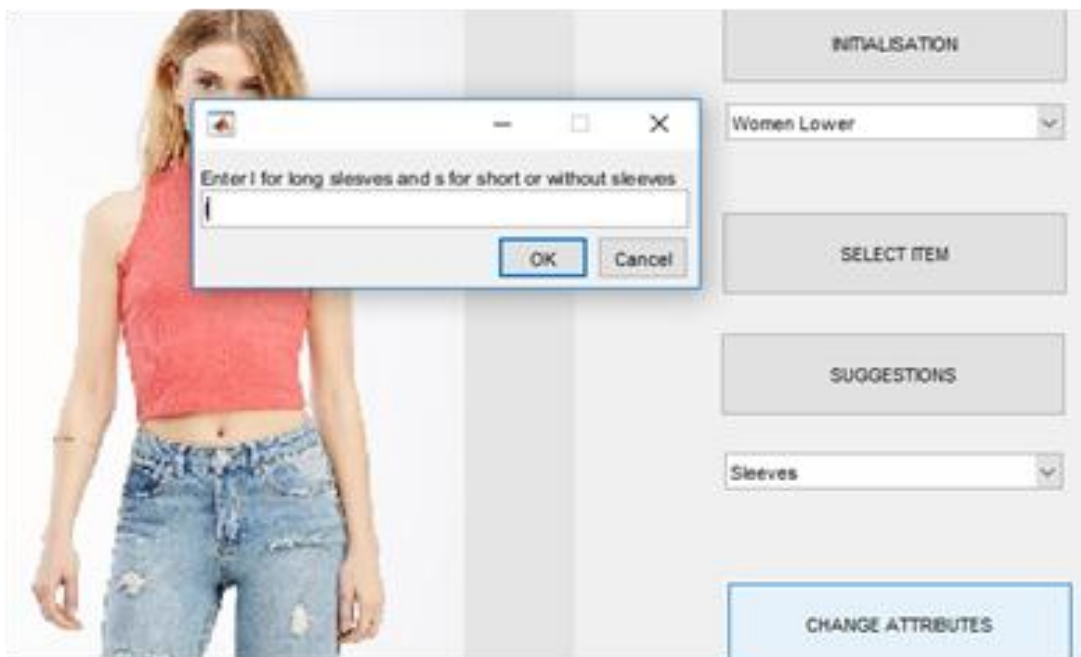 INITIALISATION
Women Lower
Enter l for long slesves and s for short or without sleeves
OK Cancel
SELECT ITEM
SUGGESTIONS
Sleeves
CHANGE ATTRIBUTES